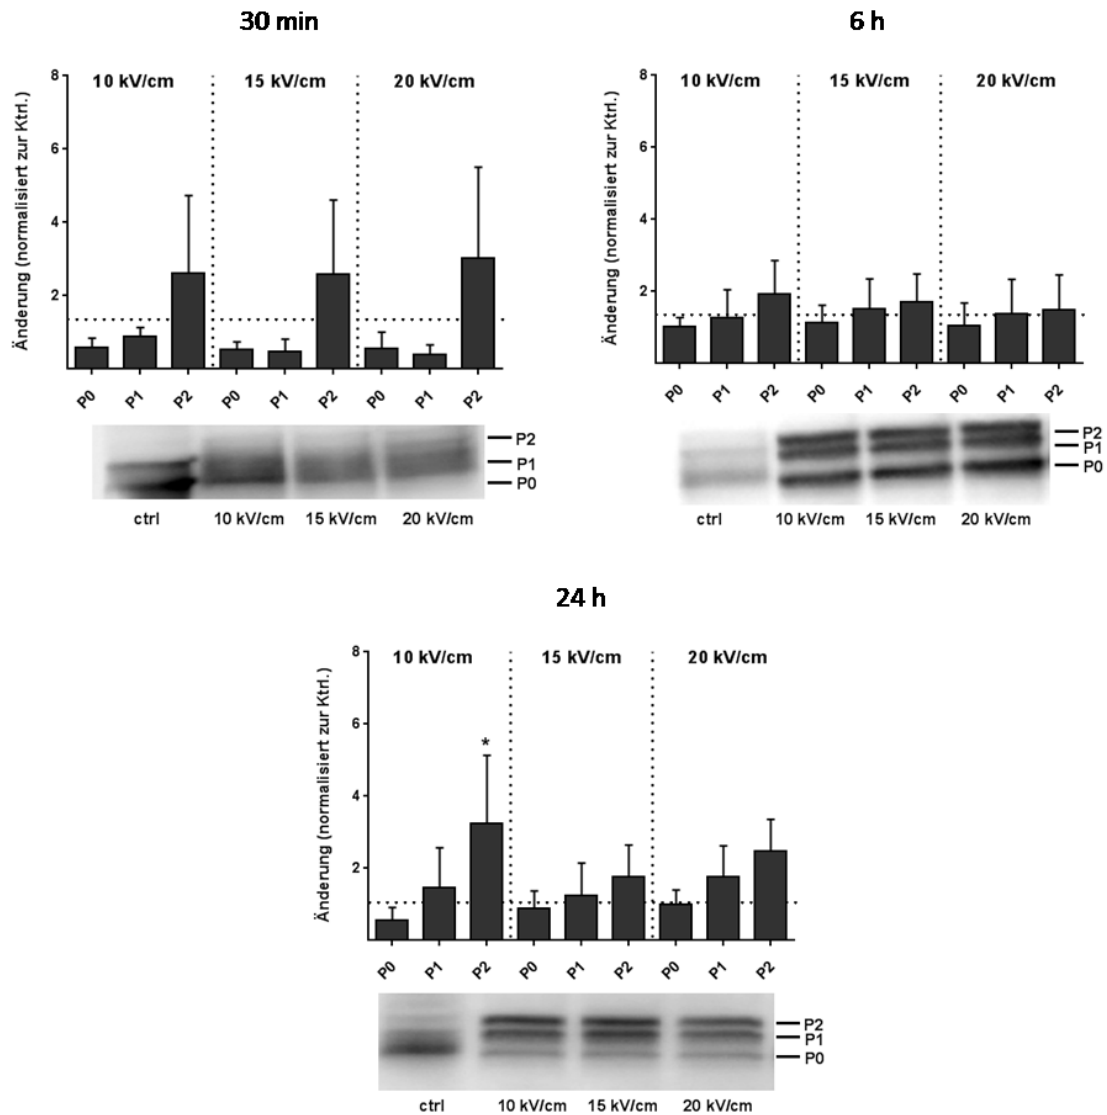 30 min
10 kV/cm 15 kV/cm 20 kV/cm
Änderung (normalisiert zur Ktrl.)
8
6
4
2
P0 P1 P2 P0 P1 P2 P0 P1 P2
P2
P1
P0
ctrl 10 kV/cm 15 kV/cm 20 kV/cm
6 h
10 kV/cm 15 kV/cm 20 kV/cm
Änderung (normalisiert zur Ktrl.)
8
6
4
2
P0 P1 P2 P0 P1 P2 P0 P1 P2
P2
P1
P0
ctrl 10 kV/cm 15 kV/cm 20 kV/cm
24 h
10 kV/cm 15 kV/cm 20 kV/cm
Änderung (normalisiert zur Ktrl.)
8
6
4
2
*
P0 P1 P2 P0 P1 P2 P0 P1 P2
P2
P1
P0
ctrl 10 kV/cm 15 kV/cm 20 kV/cm